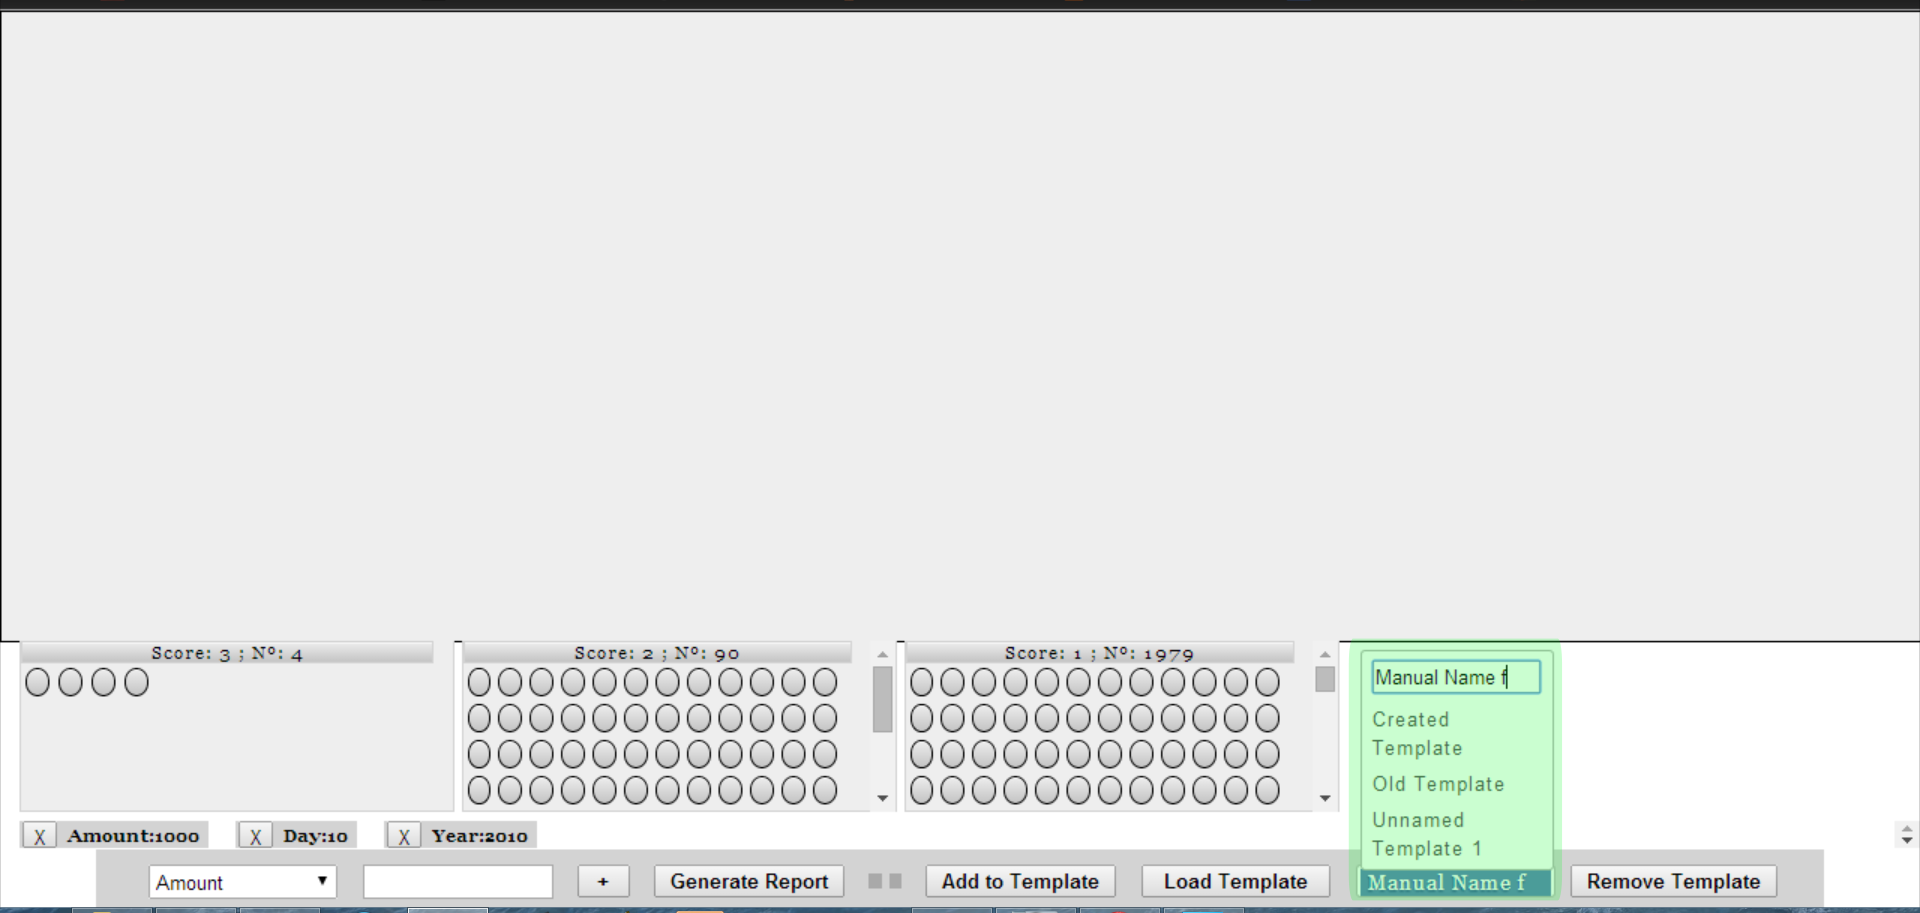 Score: 3 ; Nº: 4
Score: 2 ; Nº: 90
Score: 1 ; Nº: 1979
Manual Name f
Created
Template
Old Template
Unnamed
Template 1
X Amount:1000 X Day:10 X Year:2010
Amount + Generate Report Add to Template Load Template Manual Name f Remove Template